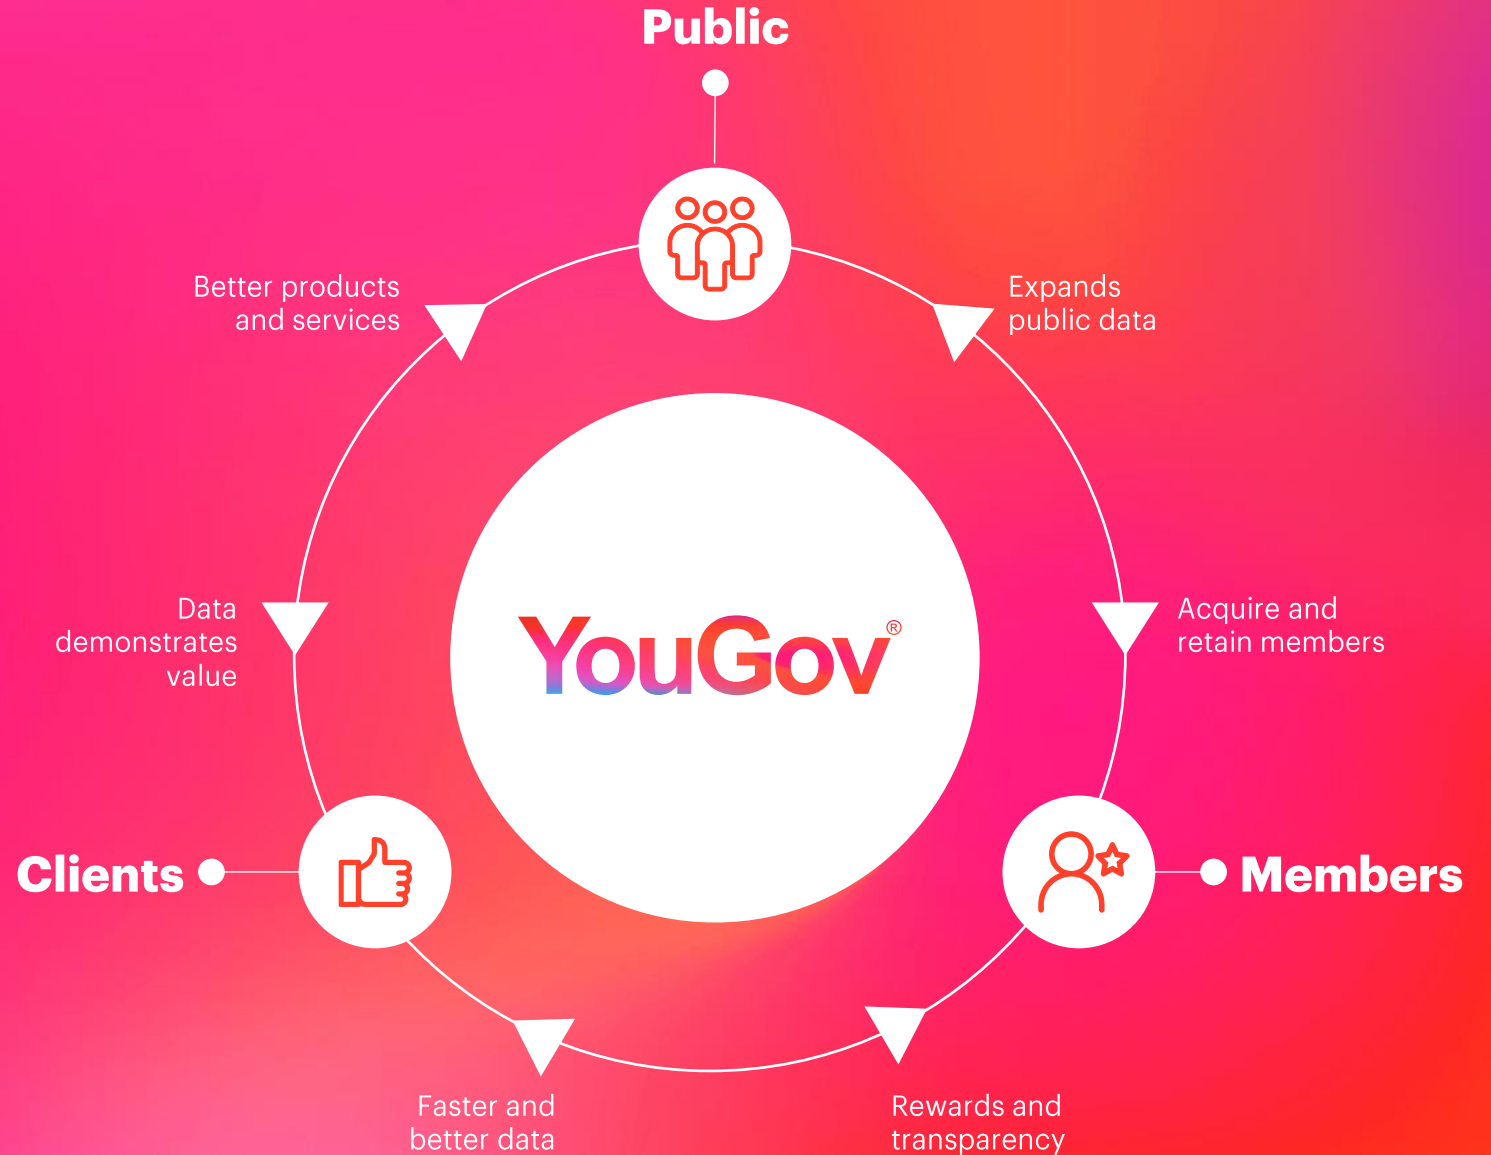 Public
Better products
and services
Expands
public data
YouGov®
Data
demonstrates
value
Acquire and
retain members
Clients
Members
Faster and
better data
Rewards and
transparency